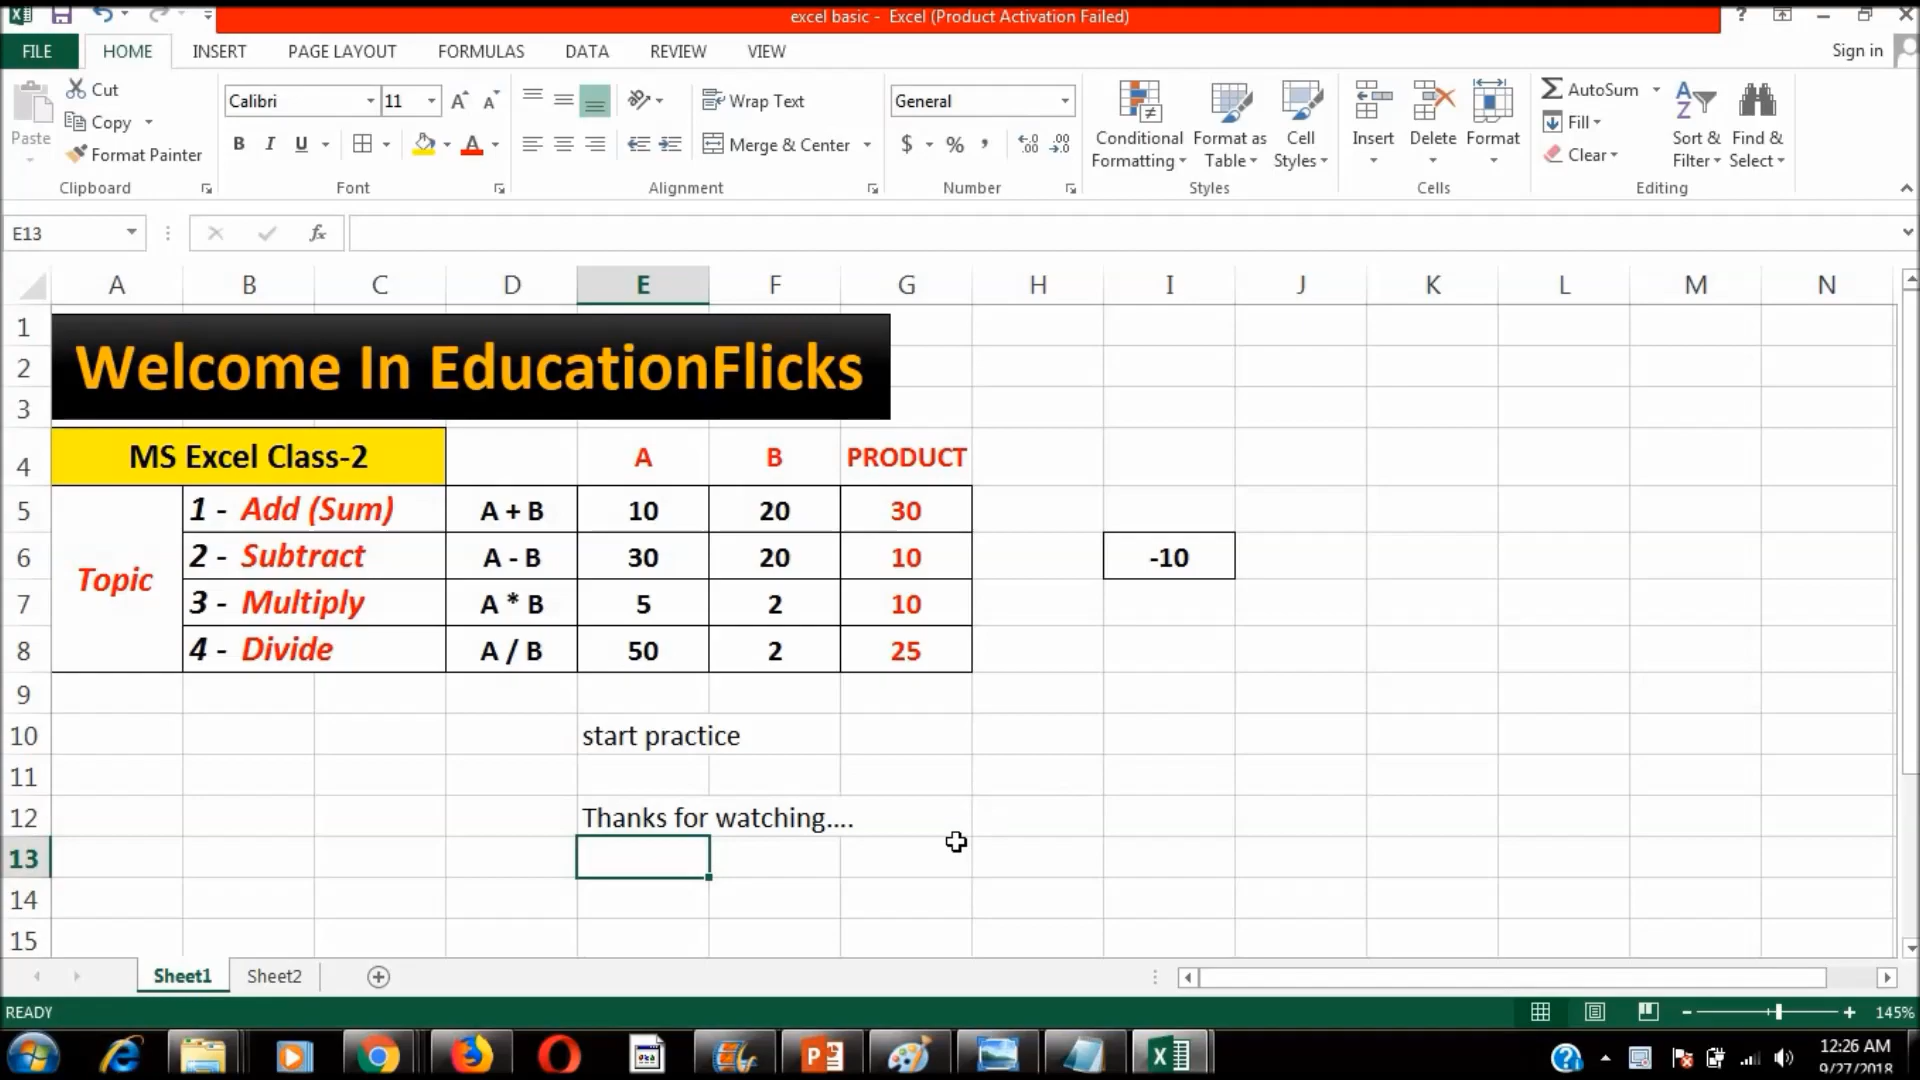 excel basic - Excel (Product Activation Failed)
FILE HOME INSERT PAGE LAYOUT FORMULAS DATA REVIEW VIEW Sign in
Paste Cut Copy Format Painter Clipboard
Calibri 11 B I U Font
Wrap Text Merge & Center Alignment
General $ % , Number
Conditional Formatting Format as Table Cell Styles Styles
Insert Delete Format Cells
AutoSum Fill Clear Sort & Filter Find & Select Editing
E13 fx
A B C D E F G H I J K L M N
1
2 Welcome In EducationFlicks
3
4 MS Excel Class-2 A B PRODUCT
5 1 - Add (Sum) A + B 10 20 30
6 2 - Subtract A - B 30 20 10 -10
Topic
7 3 - Multiply A * B 5 2 10
8 4 - Divide A / B 50 2 25
9
10 start practice
11
12 Thanks for watching....
13
14
15
Sheet1 Sheet2
READY 145%
12:26 AM
9/27/2018